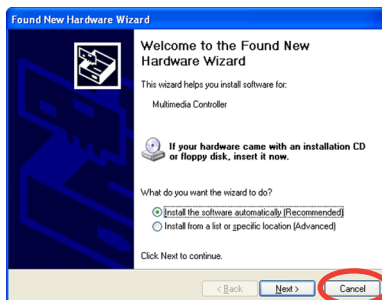 Found New Hardware Wizard
Welcome to the Found New
Hardware Wizard
This wizard helps you install software for:
Multimedia Controller
If your hardware came with an installation CD
or floppy disk, insert it now.
What do you want the wizard to do?
Install the software automatically (Recommended)
Install from a list or specific location (Advanced)
Click Next to continue.
< Back Next > Cancel